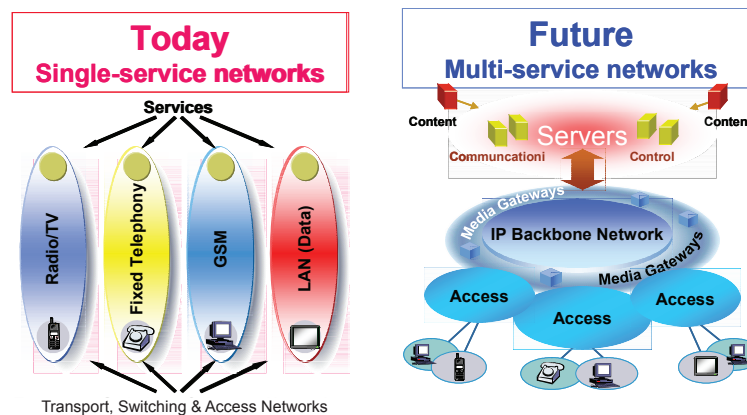 Today
Single-service networks
Services
Radio/TV
Fixed Telephony
GSM
LAN (Data)
Transport, Switching & Access Networks
Future
Multi-service networks
Content
Conten
Servers
Communcationi
Control
Media Gateways
IP Backbone Network
Media Gateways
Access
Access
Access